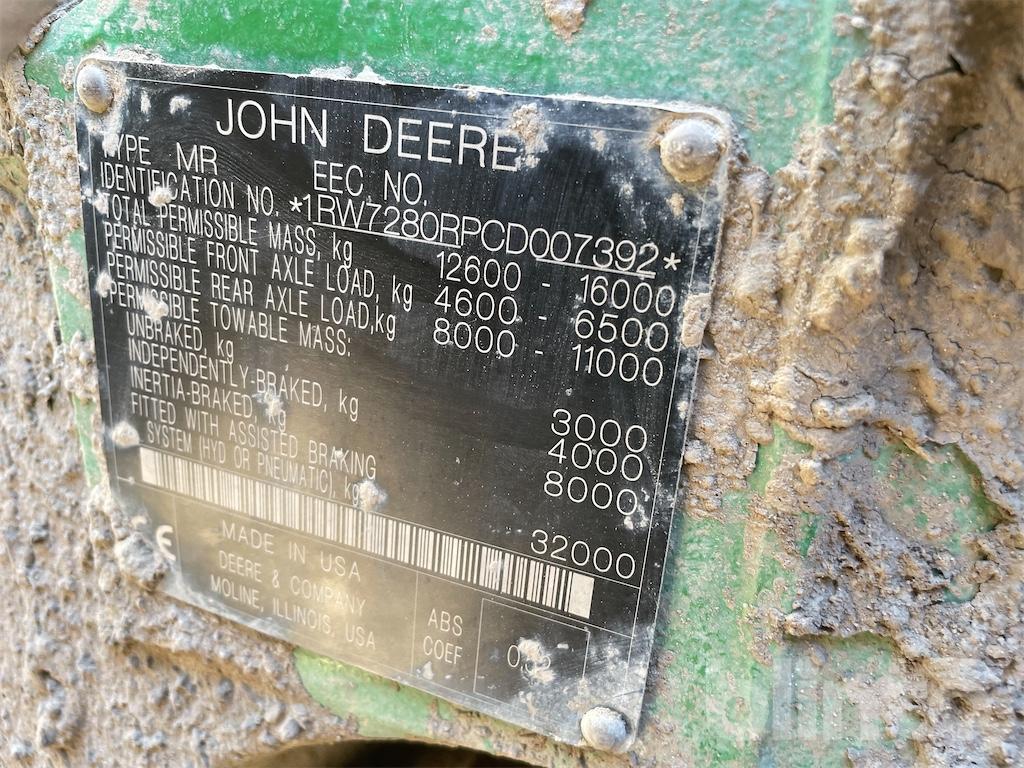 JOHN DEERE
TYPE MR EEC NO.
IDENTIFICATION NO. *1RW7280RPCD007392*
TOTAL PERMISSIBLE MASS, kg 12600 - 16000
PERMISSIBLE FRONT AXLE LOAD, kg 4600 - 6500
PERMISSIBLE REAR AXLE LOAD,kg 8000 - 11000
PERMISSIBLE TOWABLE MASS:
UNBRAKED, kg 3000
INDEPENDENTLY-BRAKED, kg 4000
INERTIA-BRAKED, kg 8000
FITTED WITH ASSISTED BRAKING
SYSTEM (HYD OR PNEUMATIC), kg 32000
CE
MADE IN USA
DEERE & COMPANY
MOLINE, ILLINOIS, USA
ABS
COEF